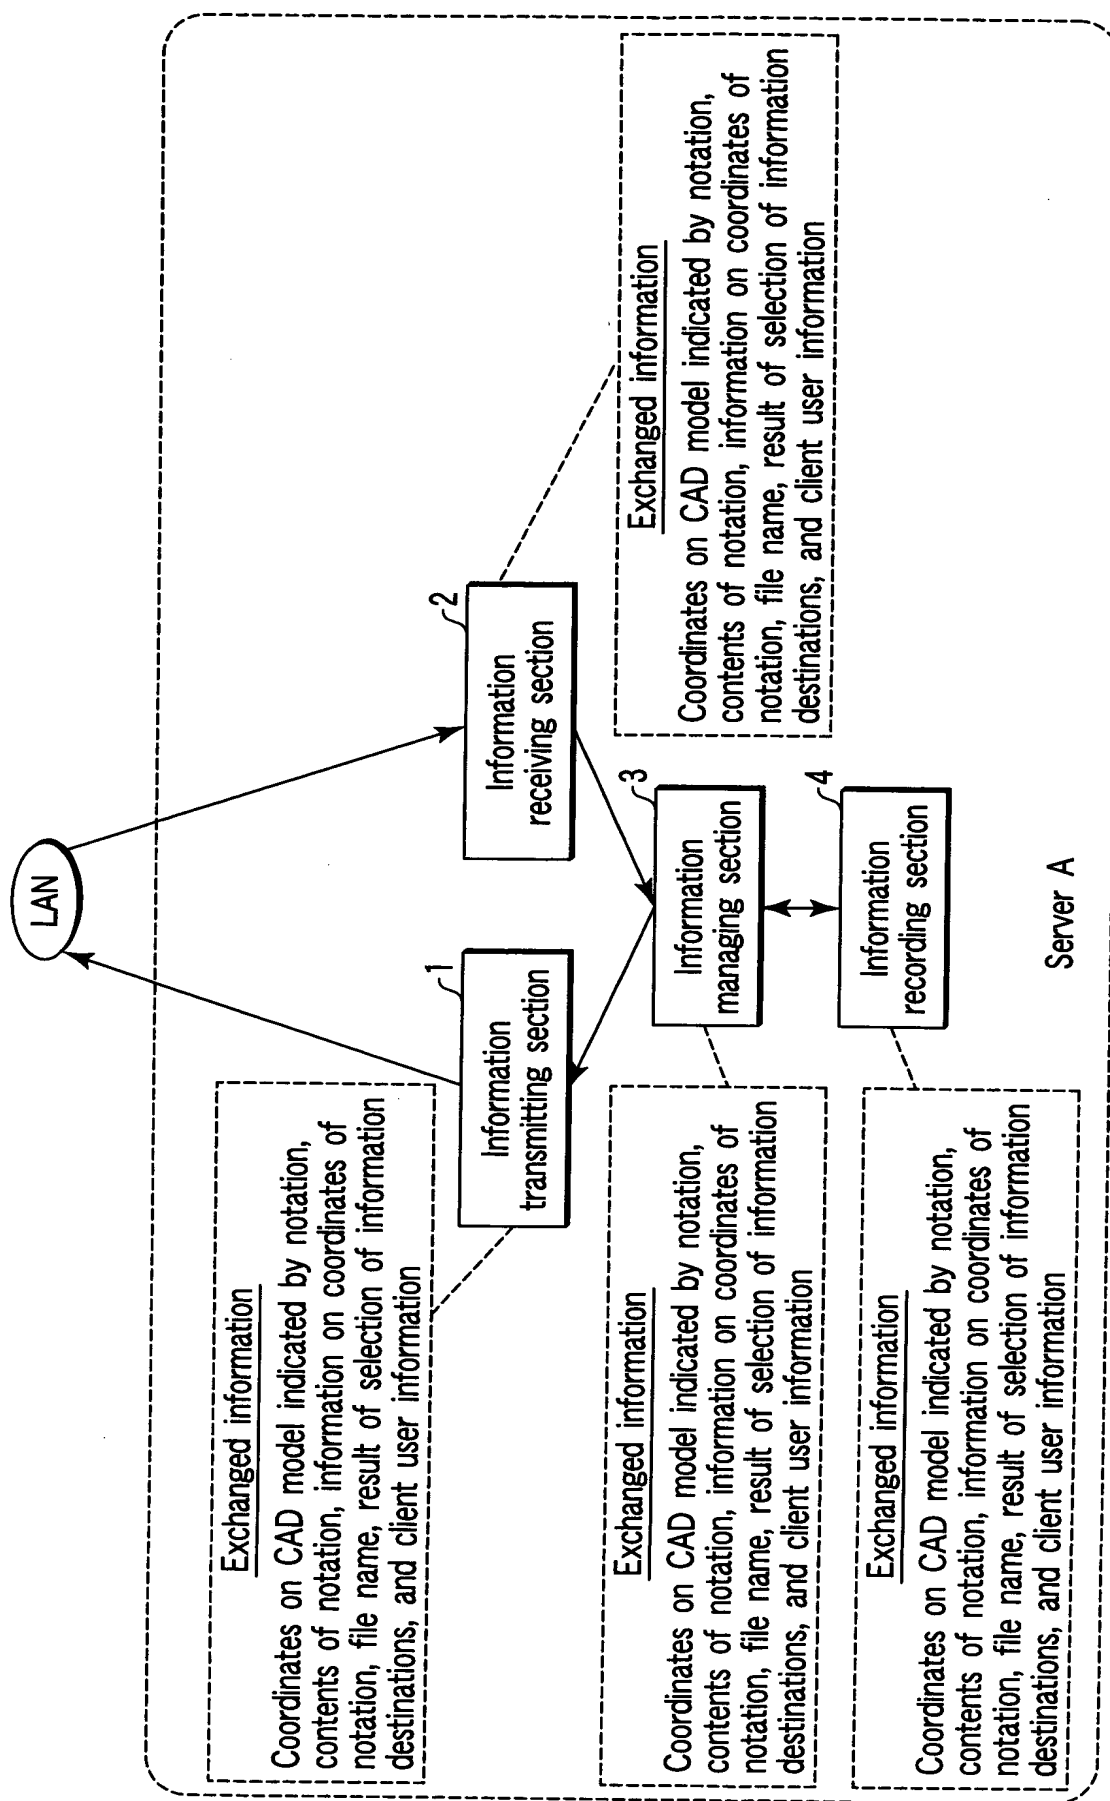 LAN
Exchanged information
Coordinates on CAD model indicated by notation,
contents of notation, information on coordinates of
notation, file name, result of selection of information
destinations, and client user information
1
Information
transmitting section
2
Information
receiving section
Exchanged information
Coordinates on CAD model indicated by notation,
contents of notation, information on coordinates of
notation, file name, result of selection of information
destinations, and client user information
Exchanged information
Coordinates on CAD model indicated by notation,
contents of notation, information on coordinates of
notation, file name, result of selection of information
destinations, and client user information
3
Information
managing section
Exchanged information
Coordinates on CAD model indicated by notation,
contents of notation, information on coordinates of
notation, file name, result of selection of information
destinations, and client user information
4
Information
recording section
Server A